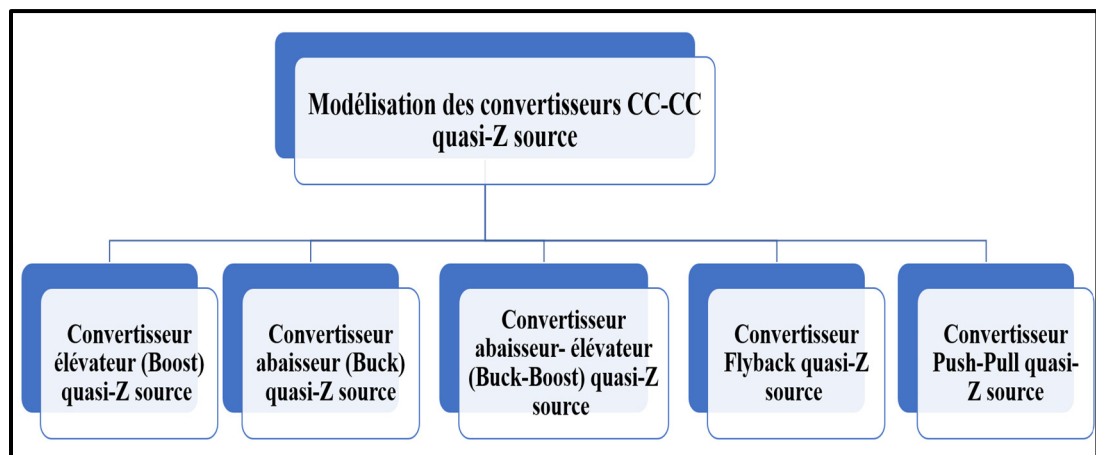 Modélisation des convertisseurs CC-CC
quasi-Z source
Convertisseur
élévateur (Boost)
quasi-Z source
Convertisseur
abaisseur (Buck)
quasi-Z source
Convertisseur
abaisseur- élévateur
(Buck-Boost) quasi-Z
source
Convertisseur
Flyback quasi-Z
source
Convertisseur
Push-Pull quasi-
Z source